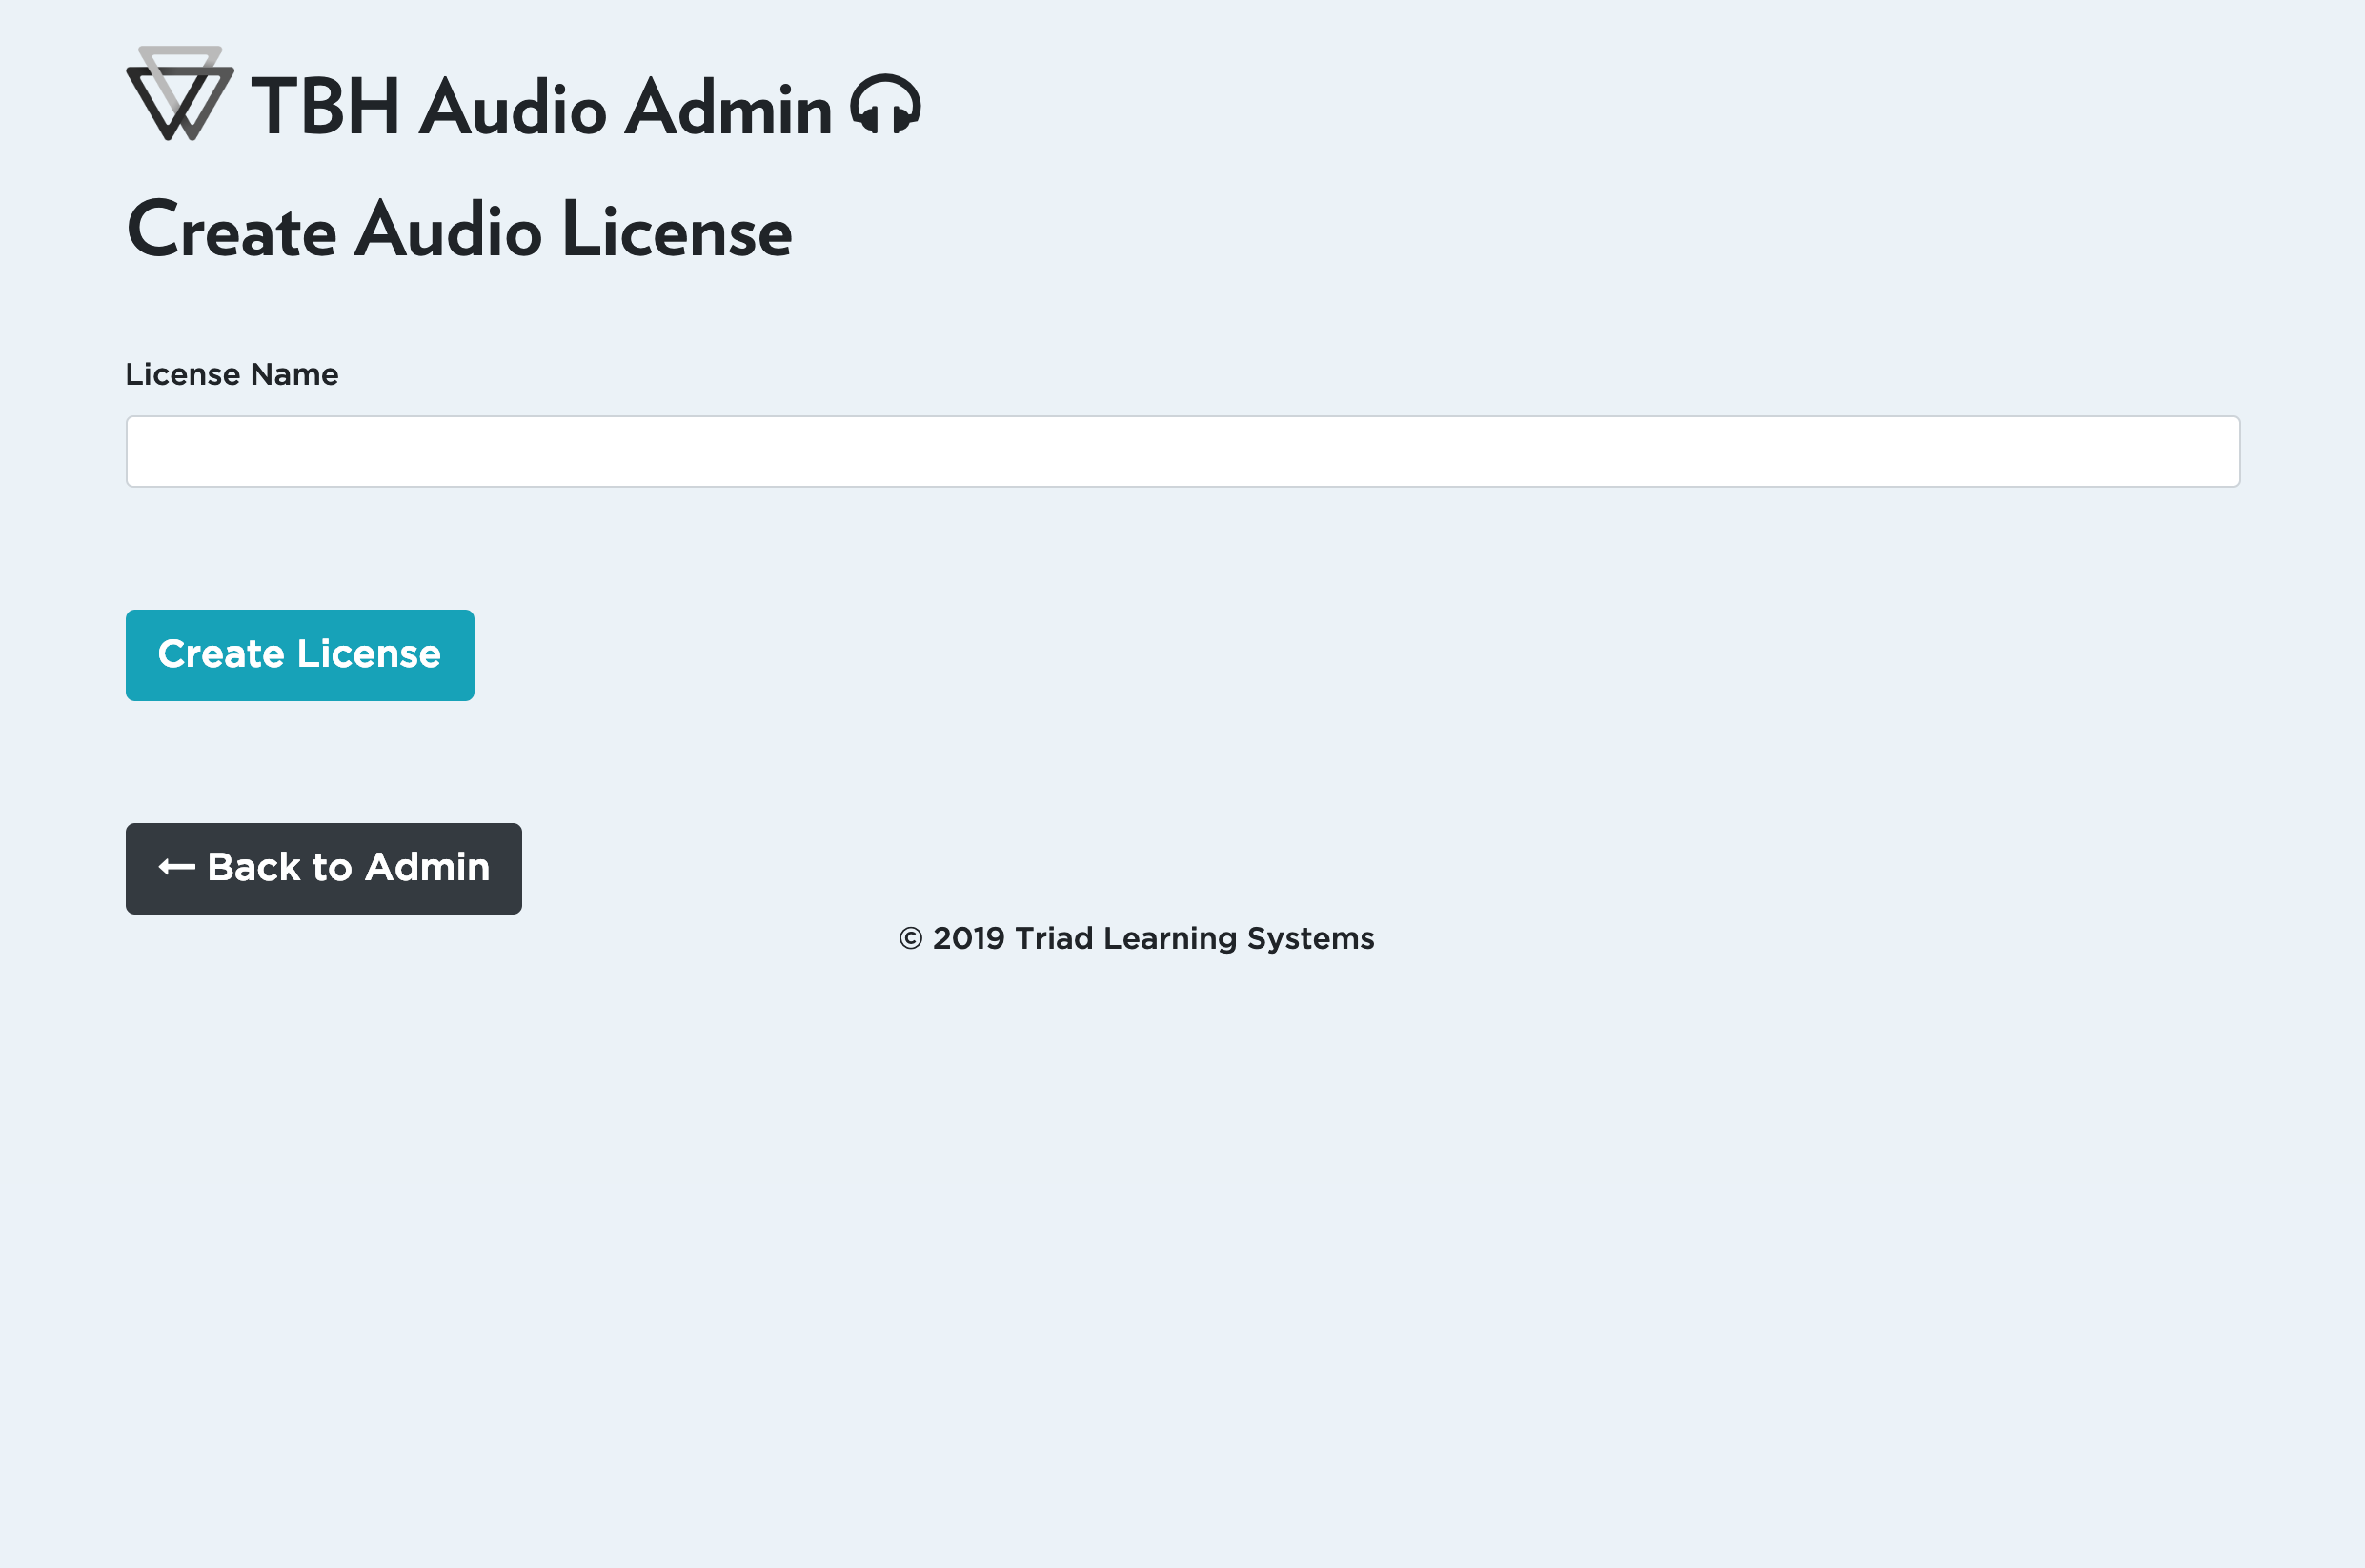 TBH Audio Admin
Create Audio License
License Name
Create License
← Back to Admin
© 2019 Triad Learning Systems